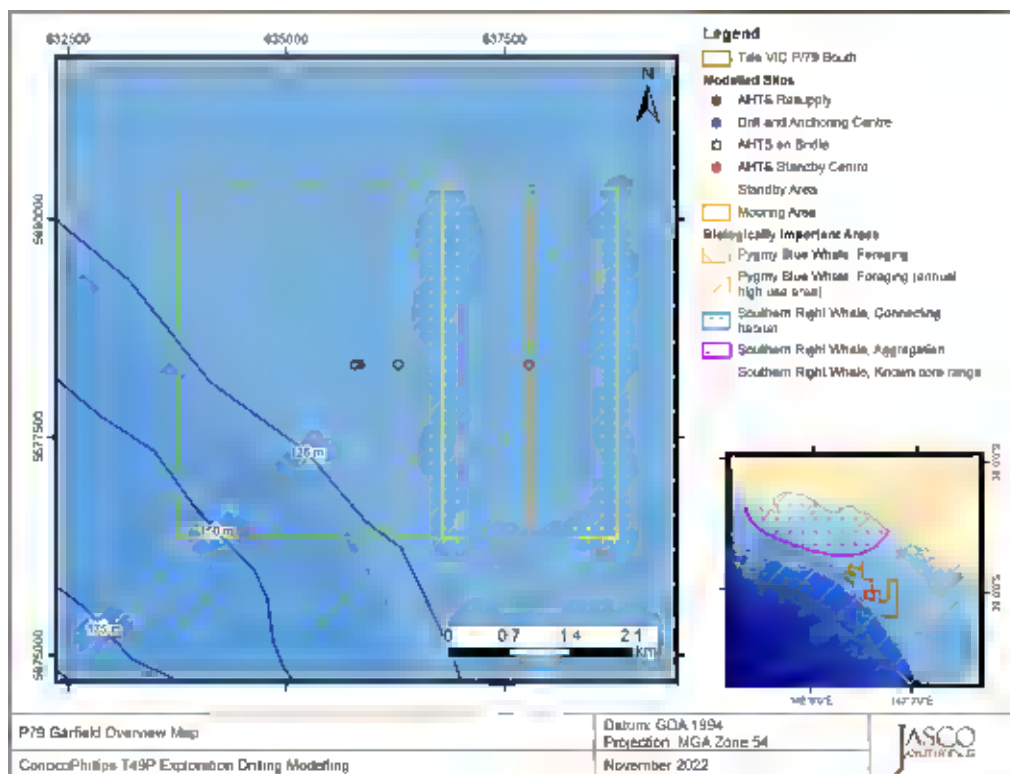 632500 635000 637500
N
5680000
5677500
5675000
125 m
150 m
175 m
0 0.7 1.4 2.1
km
Legend
Title VIC P/79 South
Modelled Sites
AHTS Resupply
Drill and Anchoring Centre
AHTS on Bridle
AHTS Standby Centre
Standby Area
Mooring Area
Biologically Important Areas
Pygmy Blue Whale, Foraging
Pygmy Blue Whale, Foraging (annual
high use area)
Southern Right Whale, Connecting
habitat
Southern Right Whale, Aggregation
Southern Right Whale, Known core range
P79 Garfield Overview Map
ConocoPhillips T49P Exploration Drilling Modelling
Datum: GDA 1994
Projection: MGA Zone 54
November 2022
JASCO